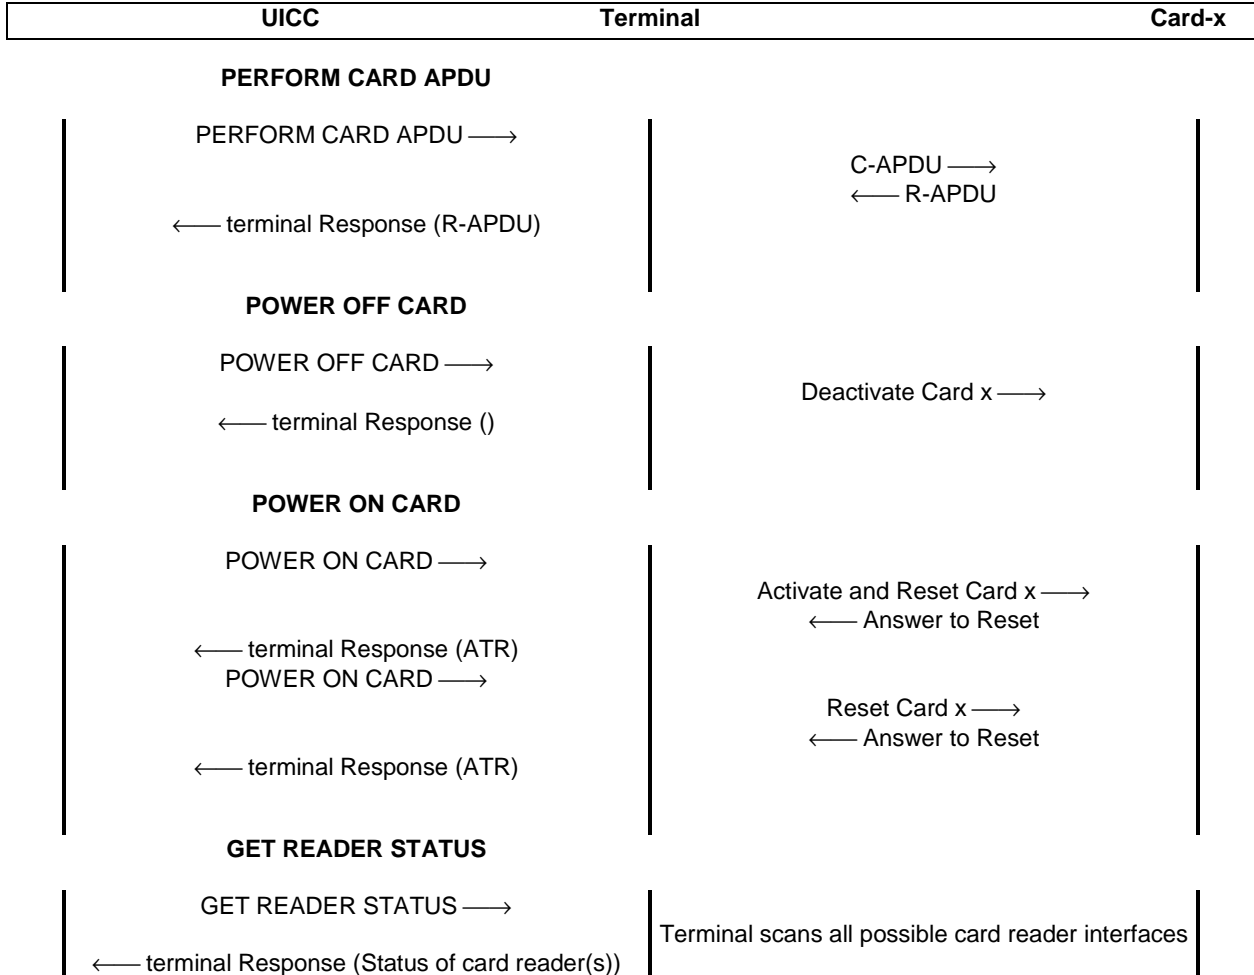 UICC Terminal Card-x
PERFORM CARD APDU
PERFORM CARD APDU →
C-APDU →
← R-APDU
← terminal Response (R-APDU)
POWER OFF CARD
POWER OFF CARD →
Deactivate Card x →
← terminal Response ()
POWER ON CARD
POWER ON CARD →
Activate and Reset Card x →
← Answer to Reset
← terminal Response (ATR)
POWER ON CARD →
Reset Card x →
← Answer to Reset
← terminal Response (ATR)
GET READER STATUS
GET READER STATUS →
Terminal scans all possible card reader interfaces
← terminal Response (Status of card reader(s))